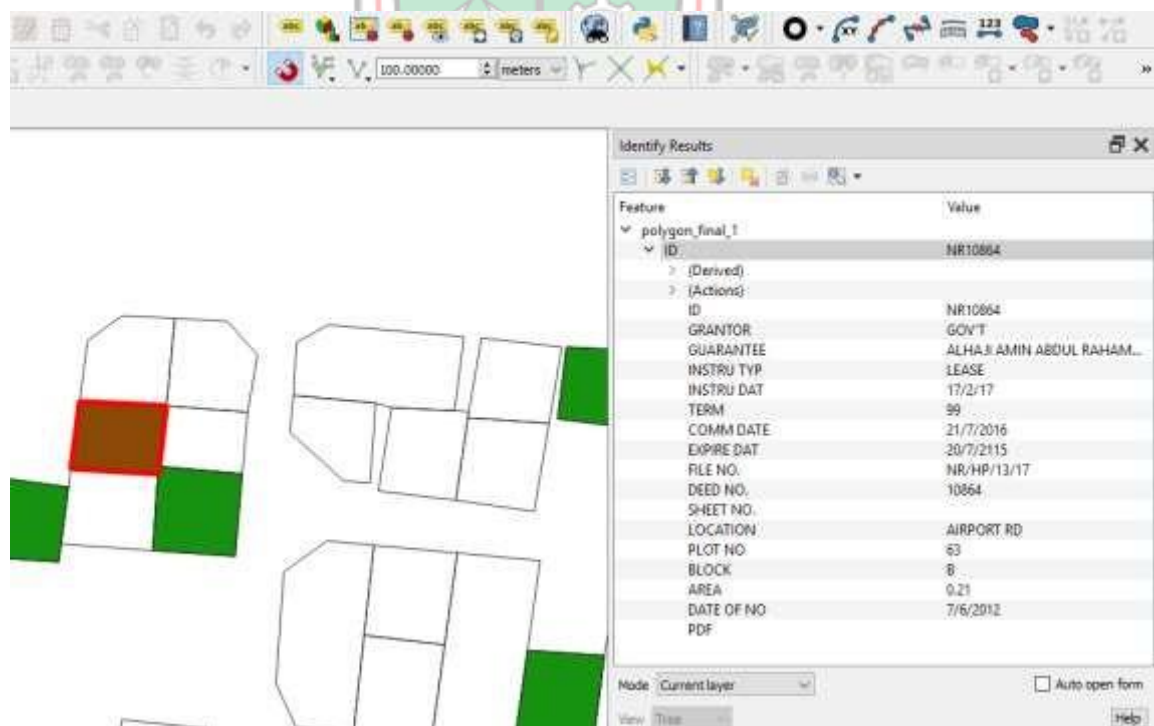 123
100.00000 meters
Identify Results
Feature Value
polygon_final_1
ID NR10864
(Derived)
(Actions)
ID NR10864
GRANTOR GOV'T
GUARANTEE ALHAJI AMIN ABDUL RAHAM...
INSTRU TYP LEASE
INSTRU DAT 17/2/17
TERM 99
COMM DATE 21/7/2016
EXPIRE DAT 20/7/2115
FILE NO. NR/HP/13/17
DEED NO. 10864
SHEET NO.
LOCATION AIRPORT RD
PLOT NO 63
BLOCK B
AREA 0.21
DATE OF NO 7/6/2012
PDF
Mode Current layer Auto open form
View Tree Help